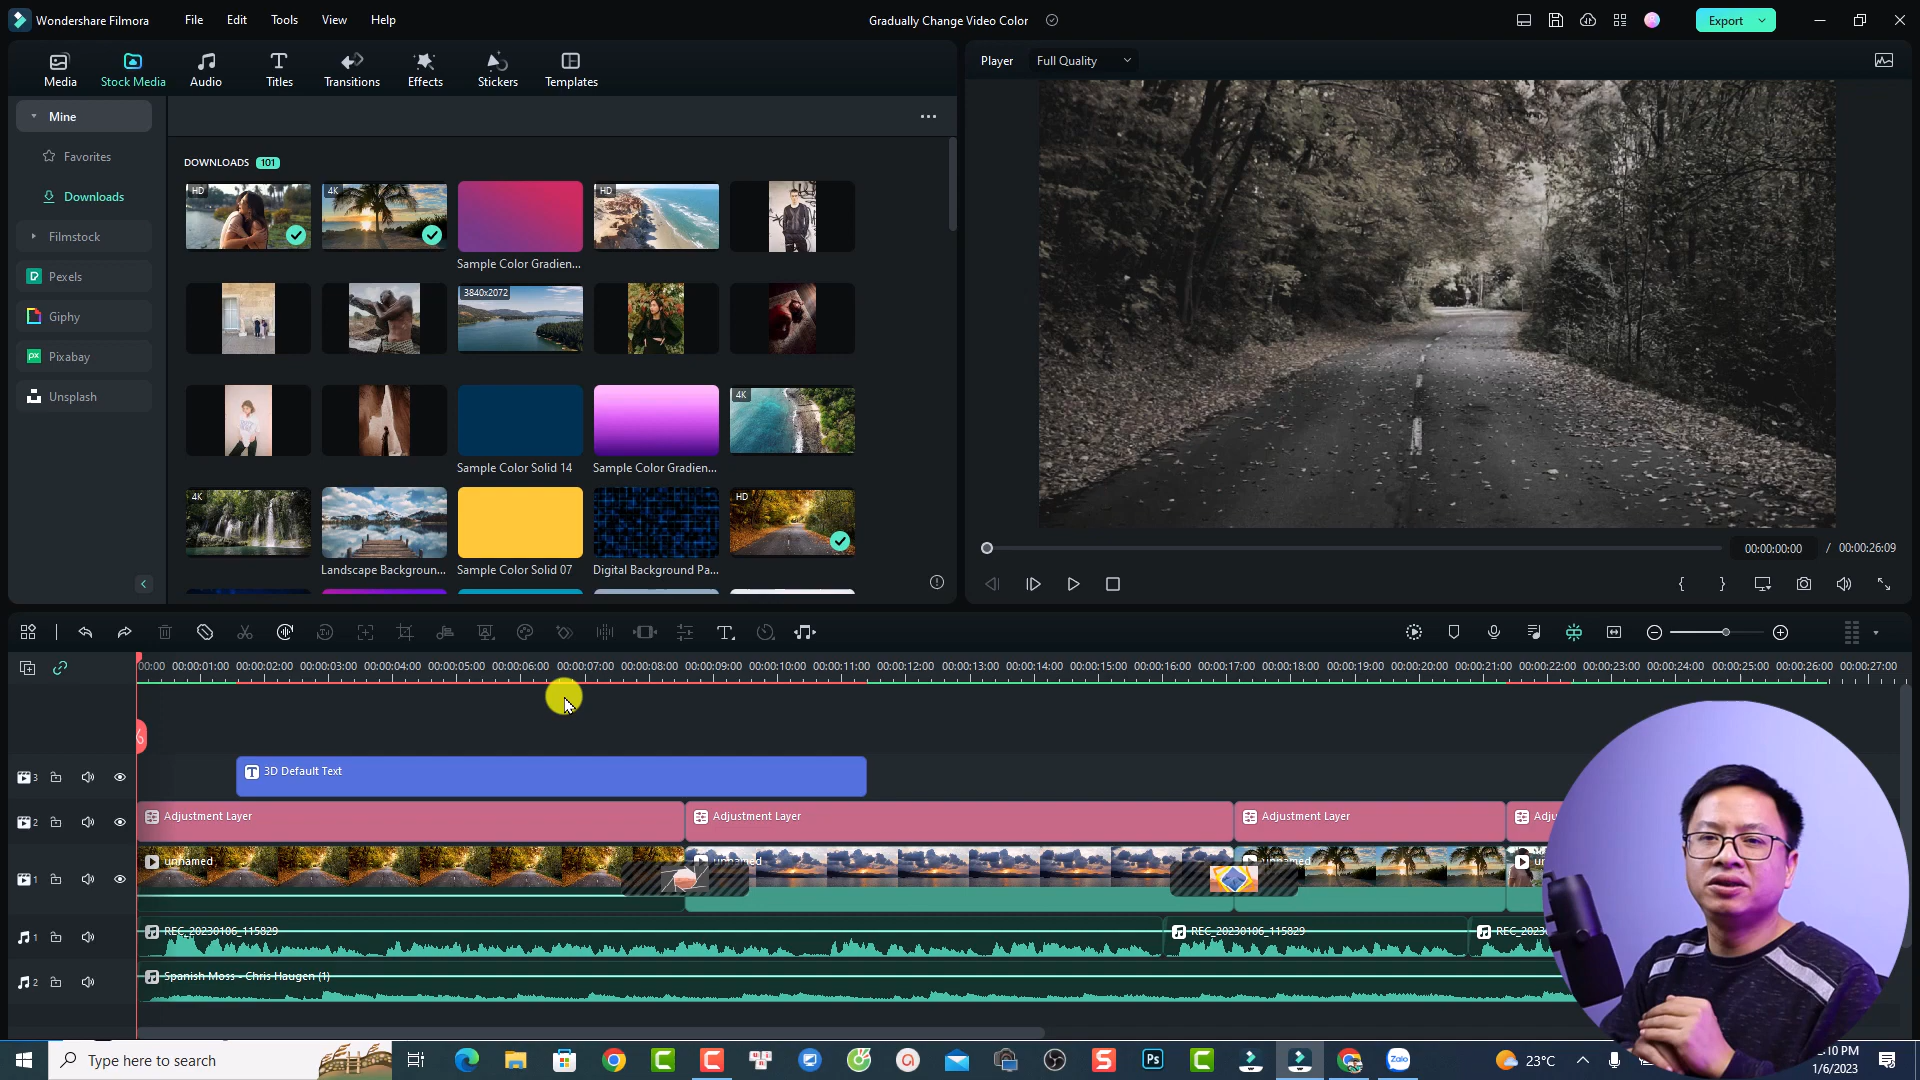 Wondershare Filmora
File Edit Tools View Help
Gradually Change Video Color
Export
Media Stock Media Audio Titles Transitions Effects Stickers Templates
Player Full Quality
Mine
Favorites
Downloads
Filmstock
Pexels
Giphy
Pixabay
Unsplash
DOWNLOADS 101
HD 4K HD
Sample Color Gradien...
3840x2072
4K
Sample Color Solid 14 Sample Color Gradien...
4K HD
Landscape Backgroun... Sample Color Solid 07 Digital Background Pa...
00:00:00:00 / 00:00:26:09
00:00 00:00:01:00 00:00:02:00 00:00:03:00 00:00:04:00 00:00:05:00 00:00:06:00 00:00:07:00 00:00:08:00 00:00:09:00 00:00:10:00 00:00:11:00 00:00:12:00 00:00:13:00 00:00:14:00 00:00:15:00 00:00:16:00 00:00:17:00 00:00:18:00 00:00:19:00 00:00:20:00 00:00:21:00 00:00:22:00 00:00:23:00 00:00:24:00 00:00:25:00 00:00:26:00 00:00:27:00
3 3D Default Text
2 Adjustment Layer Adjustment Layer Adjustment Layer
unnamed unnamed unnamed
1
1 REC_20230106_115829 REC_20230106_115829
2 Spanish Moss - Chris Haugen (1)
Type here to search
Ps
Zalo
23°C
:10 PM
1/6/2023